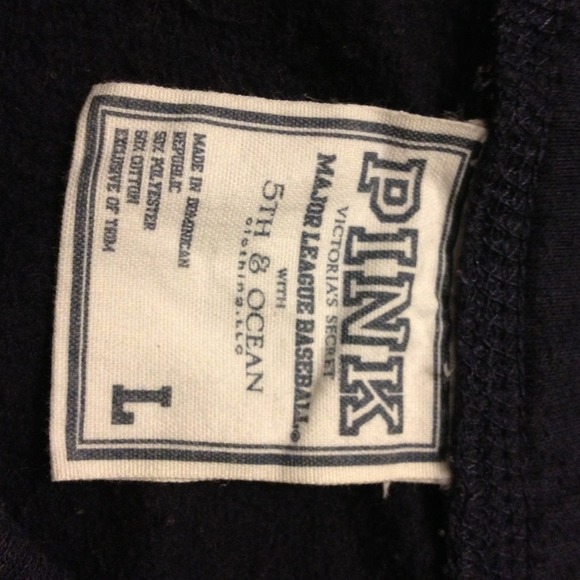 PINK
VICTORIA'S SECRET
MAJOR LEAGUE BASEBALL®
WITH
5TH & OCEAN
clothing.LLC
MADE IN DOMINICAN
REPUBLIC
50% POLYESTER
50% COTTON
EXCLUSIVE OF TRIM
L